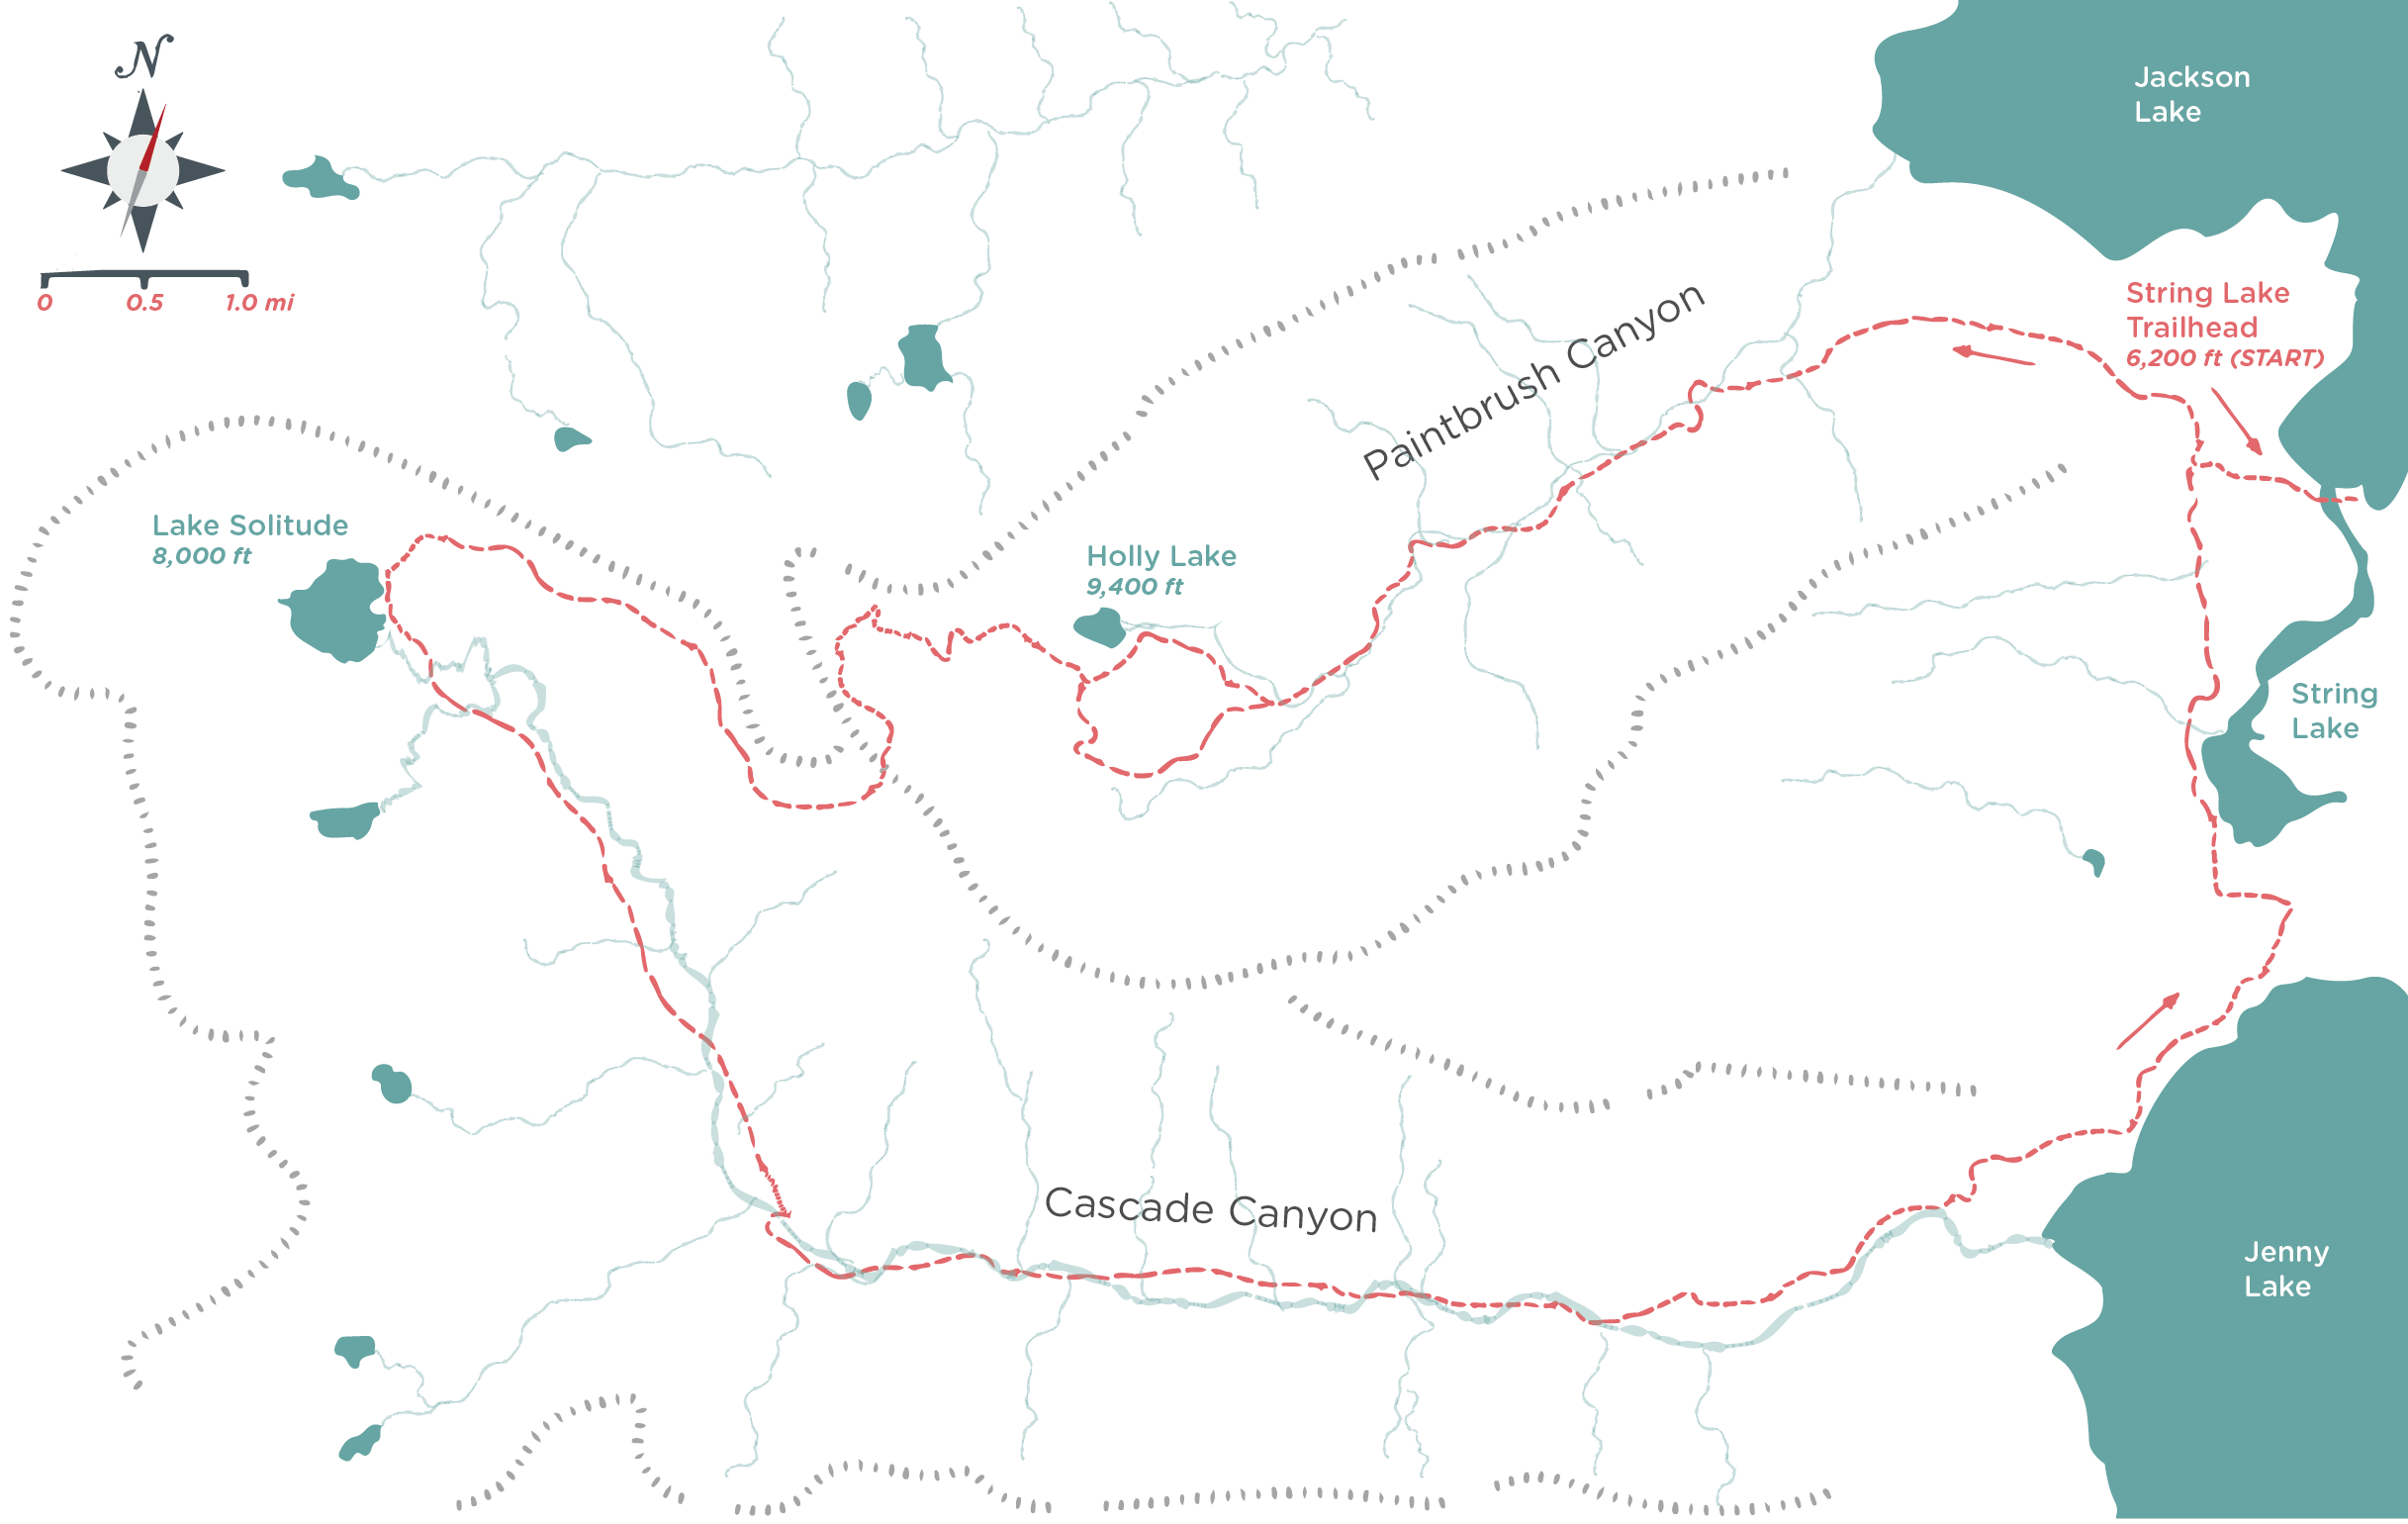 N
0 0.5 1.0 mi
Jackson
Lake
String Lake
Trailhead
6,200 ft (START)
Paintbrush Canyon
Lake Solitude
8,000 ft
Holly Lake
9,400 ft
String
Lake
Cascade Canyon
Jenny
Lake